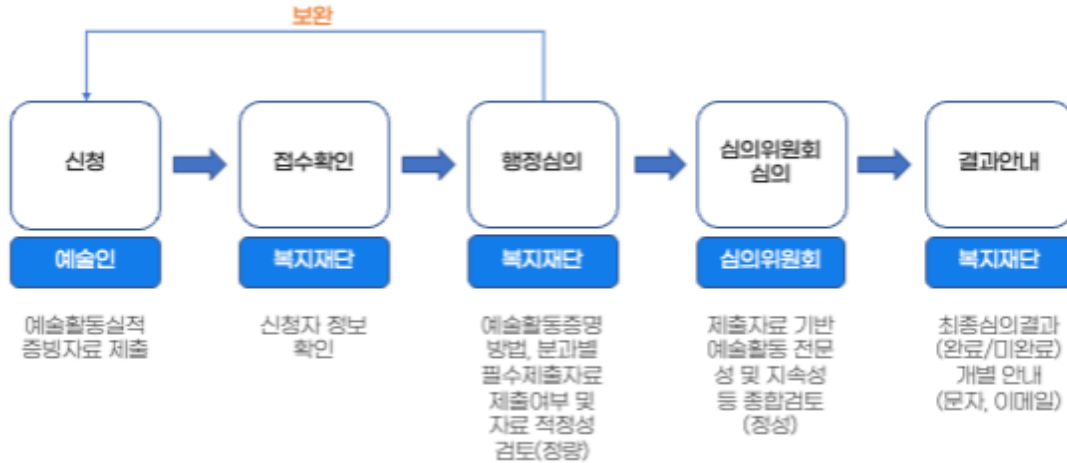 보완
신청
접수확인
행정심의
심의위원회
심의
결과안내
예술인
복지재단
복지재단
심의위원회
복지재단
예술활동실적
증빙자료 제출
신청자 정보
확인
예술활동증명
방법, 분과별
필수제출자료
제출여부 및
자료 적정성
검토(정량)
제출자료 기반
예술활동 전문
성 및 지속성
등 종합검토
(정성)
최종심의결과
(완료/미완료)
개별 안내
(문자, 이메일)